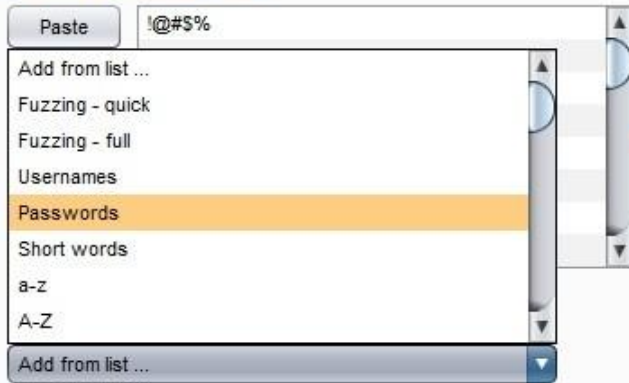 Paste
!@#$%
Add from list ...
Fuzzing - quick
Fuzzing - full
Usernames
Passwords
Short words
a-z
A-Z
Add from list ...